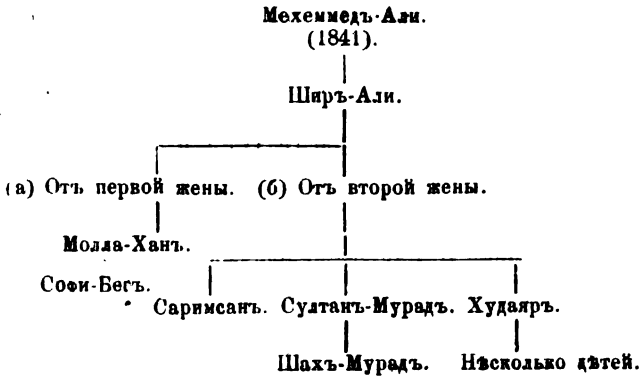 Мөхеммедъ-Али.
(1841).
Ширъ-Али.
(а) Отъ первой жены. (б) Отъ второй жены.
Молла-Ханъ.
Софи-Бегъ.
Саримсанъ. Султанъ-Мурадъ. Худаяръ.
Шахъ-Мурадъ. Нѣсколько дѣтей.